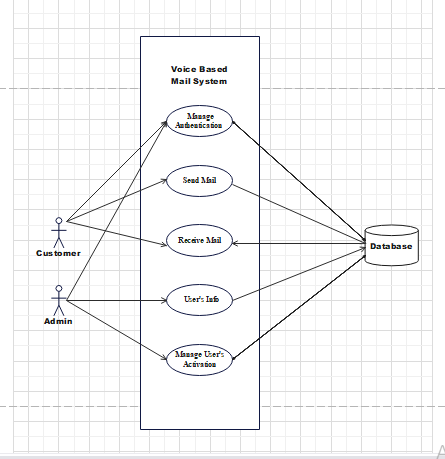 Voice Based
Mail System
Manage
Authentication
Send Mail
Receive Mail
Customer
Database
User's Info
Admin
Manage User's
Activation